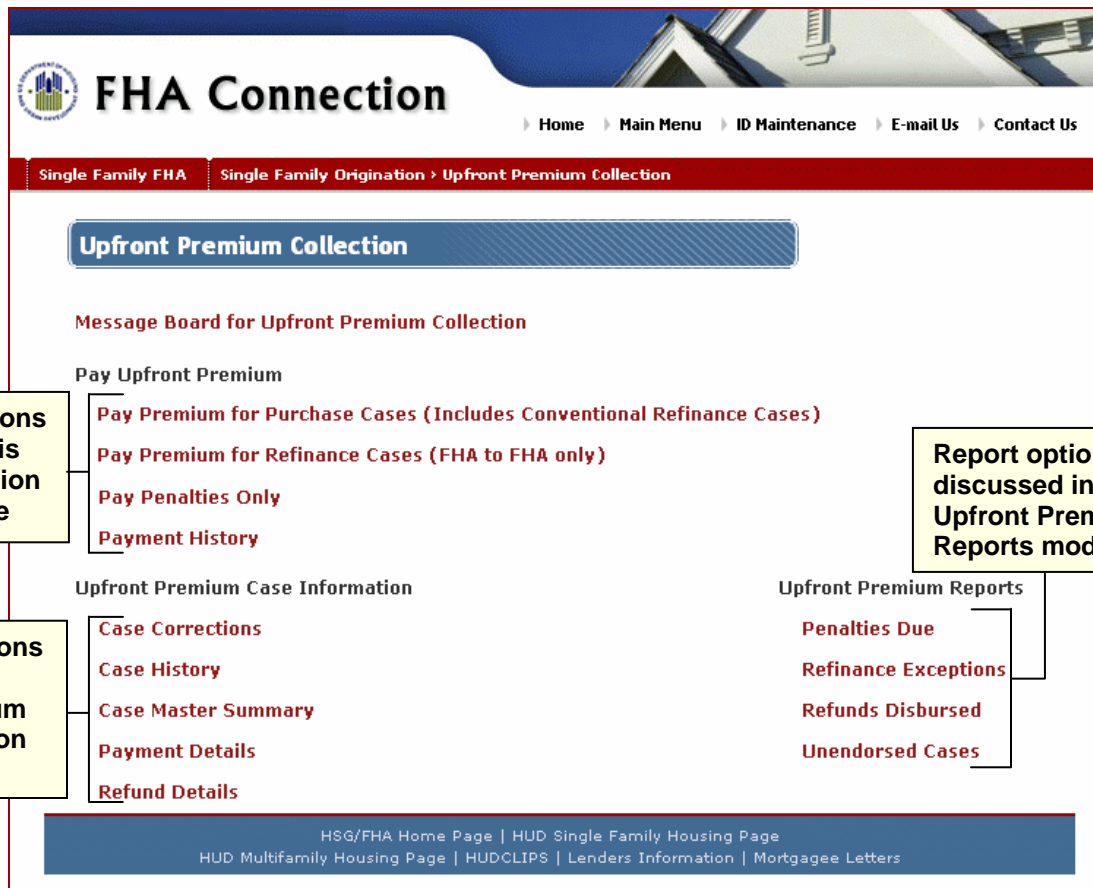 FHA Connection
Home Main Menu ID Maintenance E-mail Us Contact Us
Single Family FHA Single Family Origination › Upfront Premium Collection
Upfront Premium Collection
Message Board for Upfront Premium Collection
Pay Upfront Premium
Pay Premium for Purchase Cases (Includes Conventional Refinance Cases)
Pay Premium for Refinance Cases (FHA to FHA only)
Pay Penalties Only
Payment History
Report
discussed in
Upfront
Reports
Upfront Premium Case Information
Case Corrections
Case History
Case Master Summary
Payment Details
Refund Details
Upfront Premium Reports
Penalties Due
Refinance Exceptions
Refunds Disbursed
Unendorsed Cases
HSG/FHA Home Page | HUD Single Family Housing Page
HUD Multifamily Housing Page | HUDCLIPS | Lenders Information | Mortgagee Letters